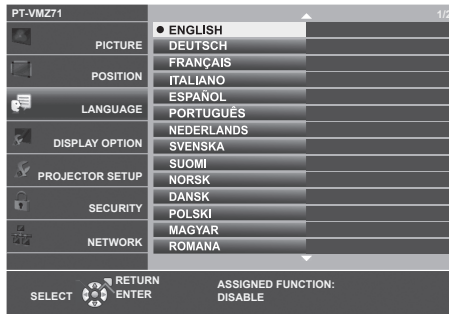 PT-VMZ71
1/2
PICTURE
POSITION
LANGUAGE
DISPLAY OPTION
PROJECTOR SETUP
SECURITY
NETWORK
ENGLISH
DEUTSCH
FRANÇAIS
ITALIANO
ESPAÑOL
PORTUGUÊS
NEDERLANDS
SVENSKA
SUOMI
NORSK
DANSK
POLSKI
MAGYAR
ROMANA
SELECT
RETURN
ENTER
ASSIGNED FUNCTION:
DISABLE